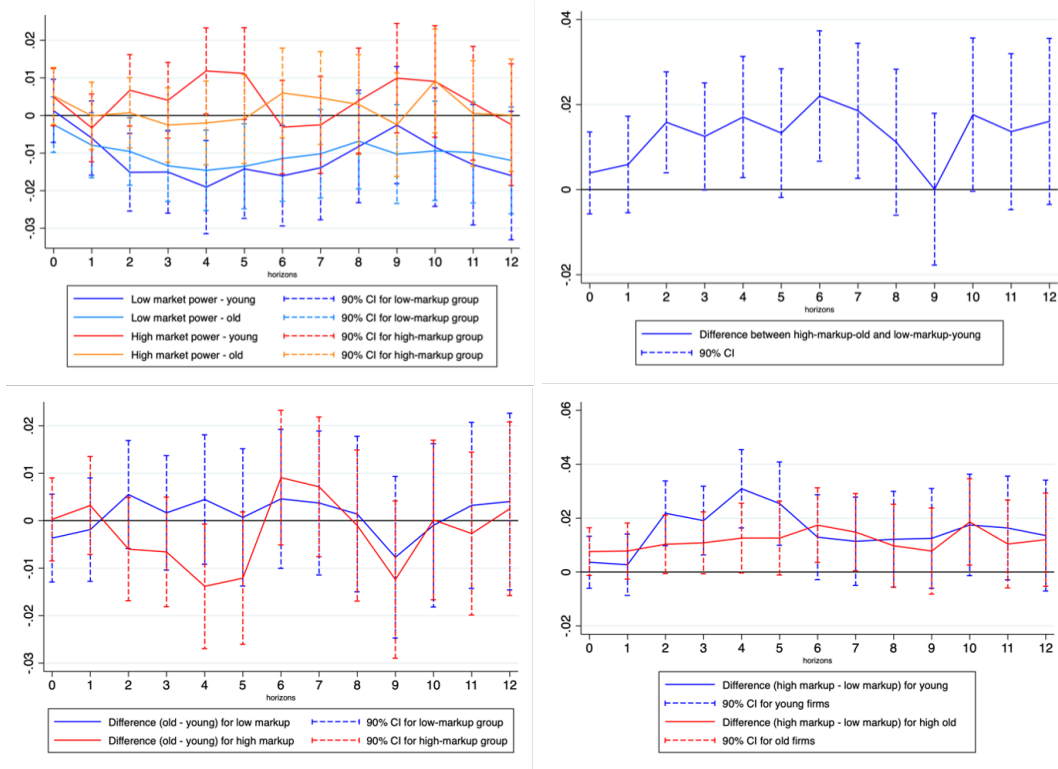 .02
.01
0
-.01
-.02
-.03
0 1 2 3 4 5 6 7 8 9 10 11 12
horizons
Low market power - young 90% CI for low-markup group
Low market power - old 90% CI for low-markup group
High market power - young 90% CI for high-markup group
High market power - old 90% CI for high-markup group
.04
.02
0
-.02
0 1 2 3 4 5 6 7 8 9 10 11 12
horizons
Difference between high-markup-old and low-markup-young
90% CI
.02
.01
0
-.01
-.02
-.03
0 1 2 3 4 5 6 7 8 9 10 11 12
horizons
Difference (old - young) for low markup 90% CI for low-markup group
Difference (old - young) for high markup 90% CI for high-markup group
.06
.04
.02
0
-.02
0 1 2 3 4 5 6 7 8 9 10 11 12
horizons
Difference (high markup - low markup) for young
90% CI for young firms
Difference (high markup - low markup) for high old
90% CI for old firms